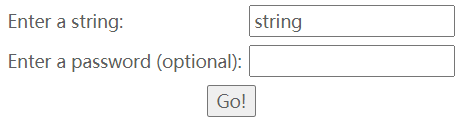 Enter a string: string
Enter a password (optional):
Go!